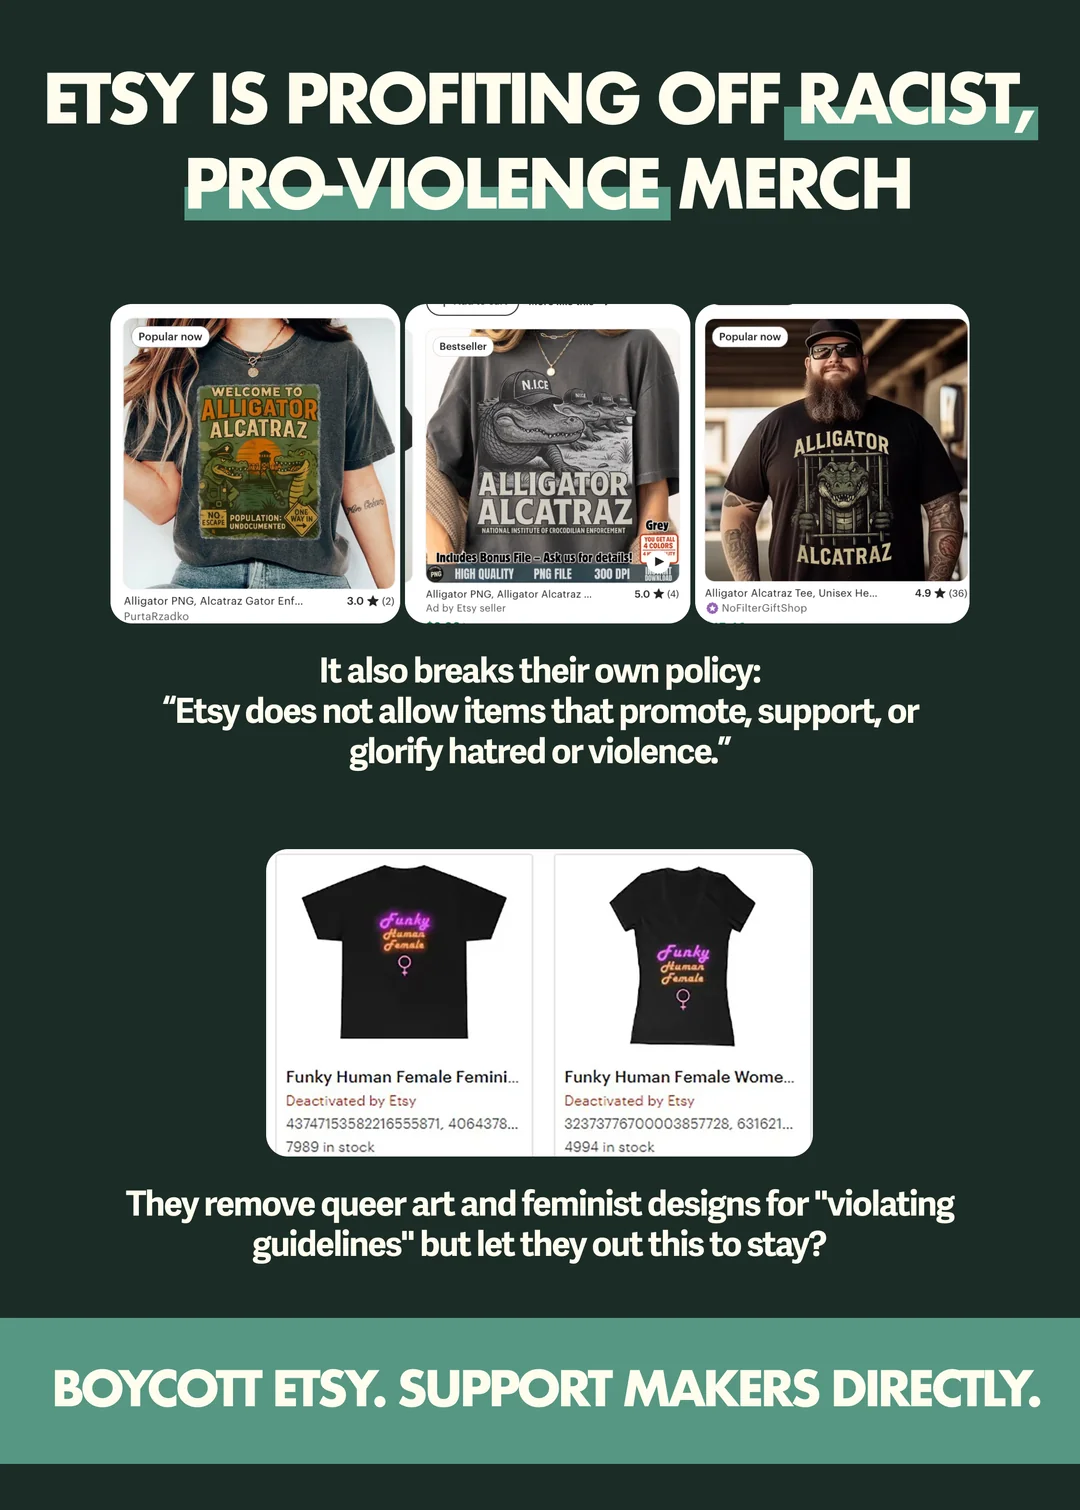 ETSY IS PROFITING OFF RACIST,
PRO-VIOLENCE MERCH
Popular now
WELCOME TO
ALLIGATOR
ALCATRAZ
NO
ESCAPE
POPULATION:
UNDOCUMENTED
ONE
WAY IN
Alligator PNG, Alcatraz Gator Enf...
3.0 ★ (2)
PurtaRzadko
Bestseller
N.I.CE
ALLIGATOR
ALCATRAZ
NATIONAL INSTITUTE OF CROCODILIAN ENFORCEMENT
Grey
YOU GET ALL
4 COLORS
Includes Bonus File – Ask us for details!
PNG
HIGH QUALITY
PNG FILE
300 DPI
DOWNLOAD
Alligator PNG, Alligator Alcatraz ...
5.0 ★ (4)
Ad by Etsy seller
Popular now
ALLIGATOR
ALCATRAZ
Alligator Alcatraz Tee, Unisex He...
4.9 ★ (36)
NoFilterGiftShop
It also breaks their own policy:
“Etsy does not allow items that promote, support, or
glorify hatred or violence.”
Funky
Human
Female
Funky Human Female Femini...
Deactivated by Etsy
43747153582216555871, 4064378...
7989 in stock
Funky
Human
Female
Funky Human Female Wome...
Deactivated by Etsy
32373776700003857728, 631621...
4994 in stock
They remove queer art and feminist designs for "violating
guidelines" but let they out this to stay?
BOYCOTT ETSY. SUPPORT MAKERS DIRECTLY.